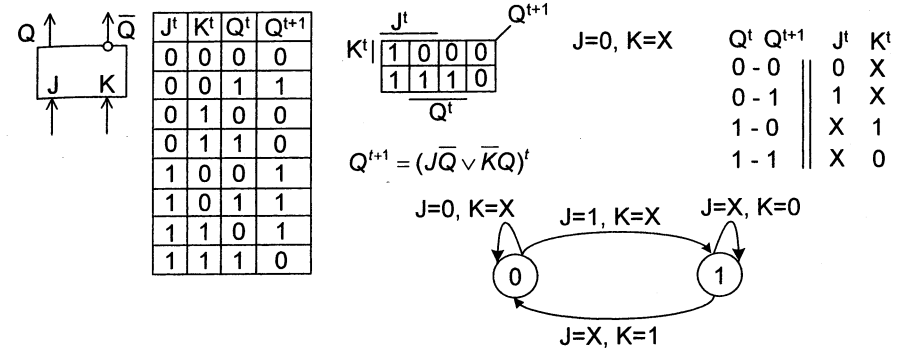 Q Q̅
J K
Jᵗ Kᵗ Qᵗ Qᵗ⁺¹
0 0 0 0
0 0 1 1
0 1 0 0
0 1 1 0
1 0 0 1
1 0 1 1
1 1 0 1
1 1 1 0
Jᵗ Qᵗ⁺¹
Kᵗ 1 0 0 0
1 1 1 0
Qᵗ
Qᵗ⁺¹ = (JQ̅ ∨ K̅Q)ᵗ
J=0, K=X
Qᵗ Qᵗ⁺¹ Jᵗ Kᵗ
0 - 0 0 X
0 - 1 1 X
1 - 0 X 1
1 - 1 X 0
J=0, K=X
J=1, K=X
J=X, K=0
0 1
J=X, K=1